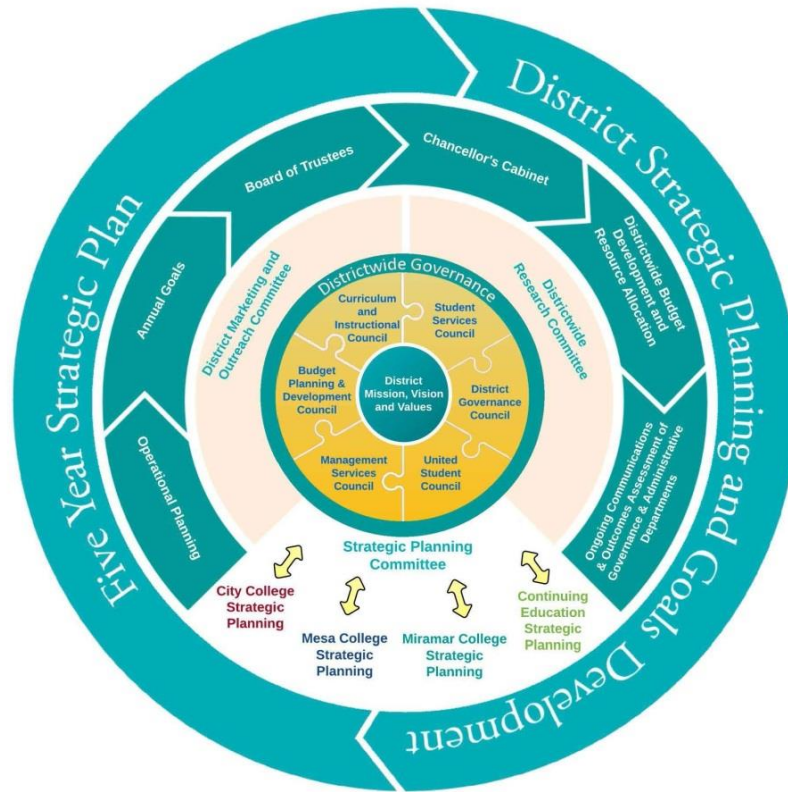 Five Year Strategic Plan
District Strategic Planning and Goals Development
Operational Planning
Annual Goals
Board of Trustees
Chancellor's Cabinet
Districtwide Budget
Development and
Resource Allocation
Ongoing Communications
& Outcomes Assessment of
Governance & Administrative
Departments
District Marketing and
Outreach Committee
Districtwide
Research Committee
Districtwide Governance
Curriculum
and
Instructional
Council
Student
Services
Council
Budget
Planning &
Development
Council
District
Governance
Council
Management
Services
Council
United
Student
Council
District
Mission, Vision
and Values
Strategic Planning
Committee
City College
Strategic
Planning
Mesa College
Strategic
Planning
Miramar College
Strategic
Planning
Continuing
Education
Strategic
Planning